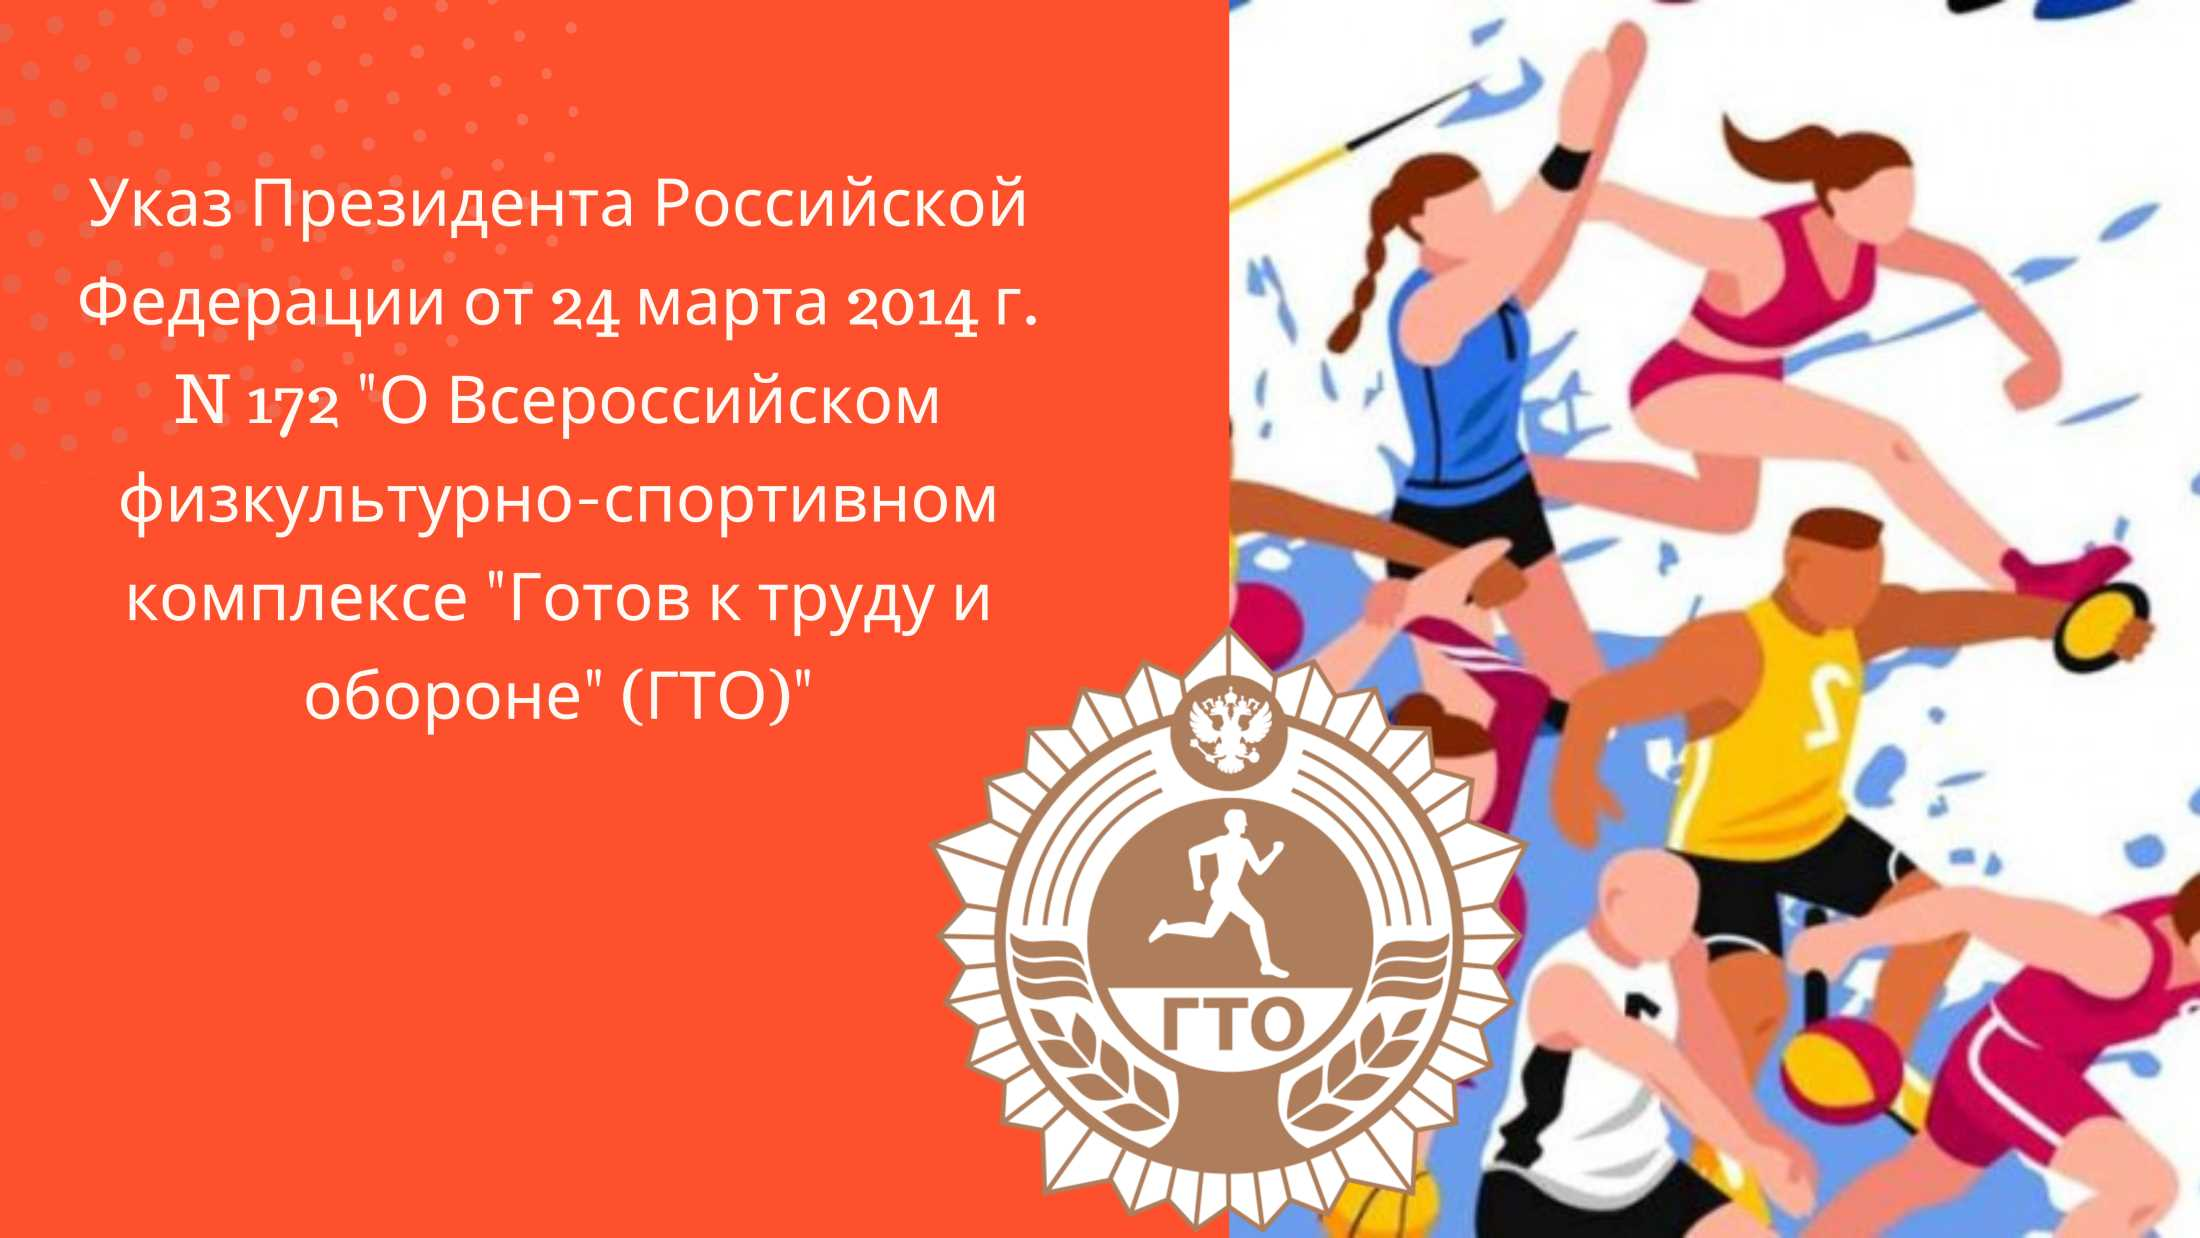 Указ Президента Российской
Федерации от 24 марта 2014 г.
N 172 "О Всероссийском
физкультурно-спортивном
комплексе "Готов к труду и
обороне" (ГТО)"
ГТО